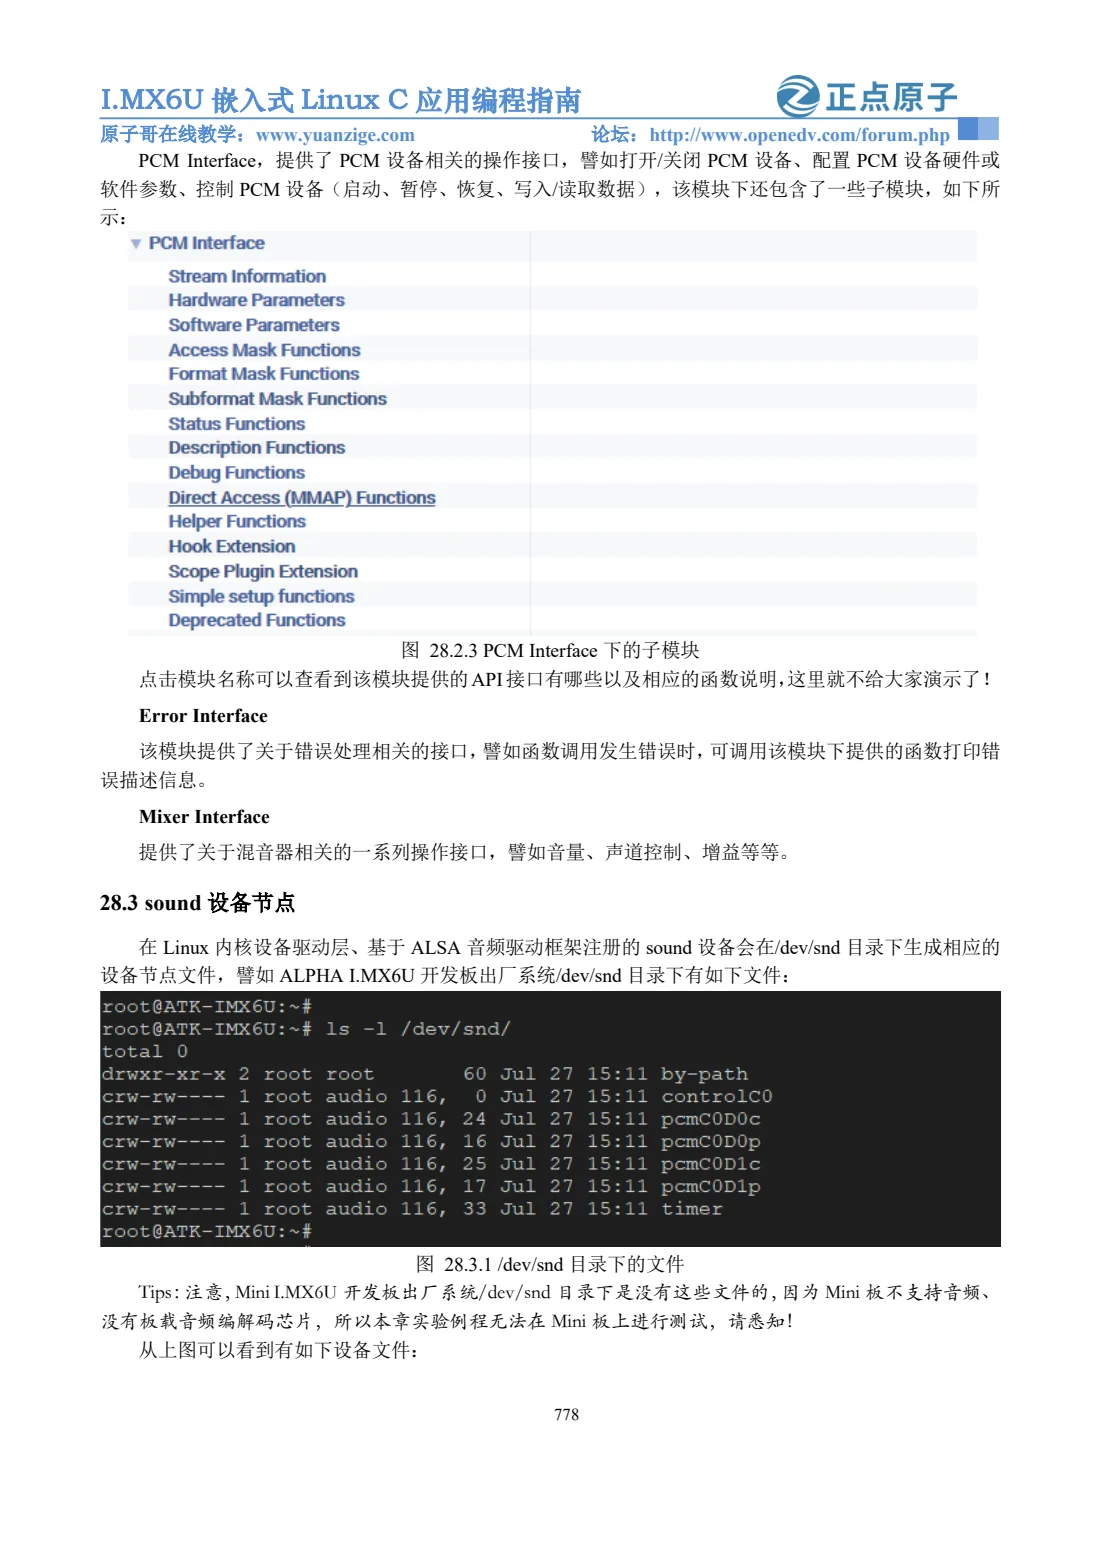 I.MX6U 嵌入式 Linux C 应用编程指南
正点原子
原子哥在线教学：www.yuanzige.com 论坛：http://www.openedv.com/forum.php
PCM Interface，提供了 PCM 设备相关的操作接口，譬如打开/关闭 PCM 设备、配置 PCM 设备硬件或
软件参数、控制 PCM 设备（启动、暂停、恢复、写入/读取数据），该模块下还包含了一些子模块，如下所
示：
▼ PCM Interface
Stream Information
Hardware Parameters
Software Parameters
Access Mask Functions
Format Mask Functions
Subformat Mask Functions
Status Functions
Description Functions
Debug Functions
Direct Access (MMAP) Functions
Helper Functions
Hook Extension
Scope Plugin Extension
Simple setup functions
Deprecated Functions
图 28.2.3 PCM Interface 下的子模块
点击模块名称可以查看到该模块提供的 API 接口有哪些以及相应的函数说明，这里就不给大家演示了！
Error Interface
该模块提供了关于错误处理相关的接口，譬如函数调用发生错误时，可调用该模块下提供的函数打印错
误描述信息。
Mixer Interface
提供了关于混音器相关的一系列操作接口，譬如音量、声道控制、增益等等。
28.3 sound 设备节点
在 Linux 内核设备驱动层、基于 ALSA 音频驱动框架注册的 sound 设备会在/dev/snd 目录下生成相应的
设备节点文件，譬如 ALPHA I.MX6U 开发板出厂系统/dev/snd 目录下有如下文件：
root@ATK-IMX6U:~#
root@ATK-IMX6U:~# ls -l /dev/snd/
total 0
drwxr-xr-x 2 root root       60 Jul 27 15:11 by-path
crw-rw---- 1 root audio 116,  0 Jul 27 15:11 controlC0
crw-rw---- 1 root audio 116, 24 Jul 27 15:11 pcmC0D0c
crw-rw---- 1 root audio 116, 16 Jul 27 15:11 pcmC0D0p
crw-rw---- 1 root audio 116, 25 Jul 27 15:11 pcmC0D1c
crw-rw---- 1 root audio 116, 17 Jul 27 15:11 pcmC0D1p
crw-rw---- 1 root audio 116, 33 Jul 27 15:11 timer
root@ATK-IMX6U:~#
图 28.3.1 /dev/snd 目录下的文件
Tips：注意，Mini I.MX6U 开发板出厂系统/dev/snd 目录下是没有这些文件的，因为 Mini 板不支持音频、
没有板载音频编解码芯片，所以本章实验例程无法在 Mini 板上进行测试，请悉知！
从上图可以看到有如下设备文件：
778